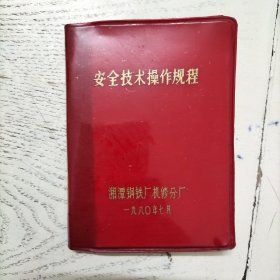 安全技术操作规程
湘潭钢铁厂机修分厂
一九八〇年七月